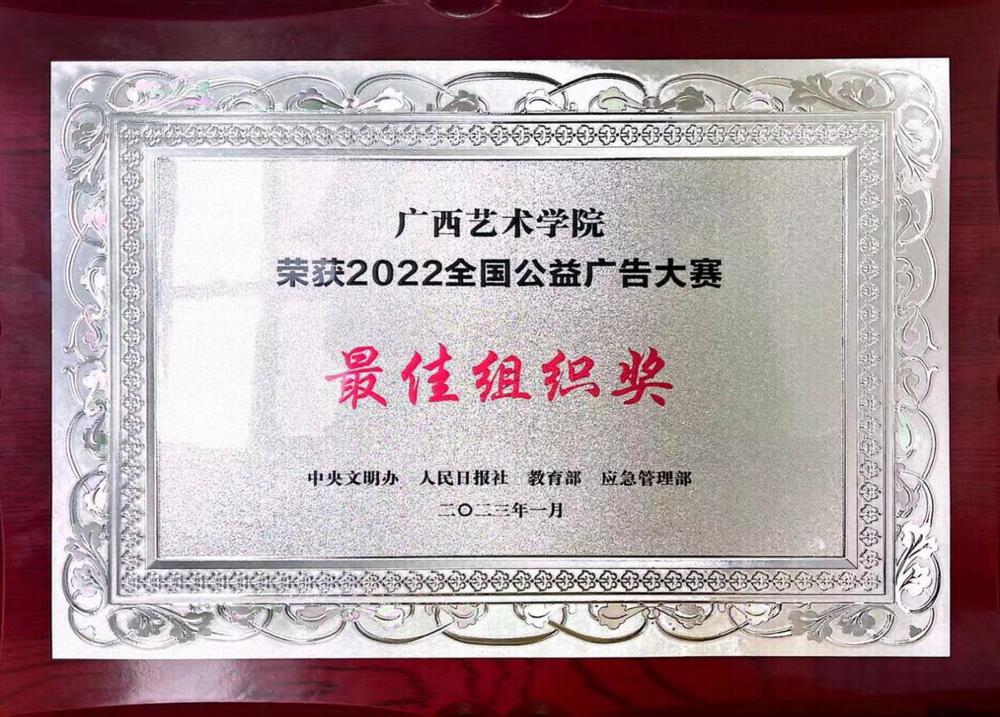 广西艺术学院
荣获2022全国公益广告大赛
最佳组织奖
中央文明办 人民日报社 教育部 应急管理部
二〇二三年一月